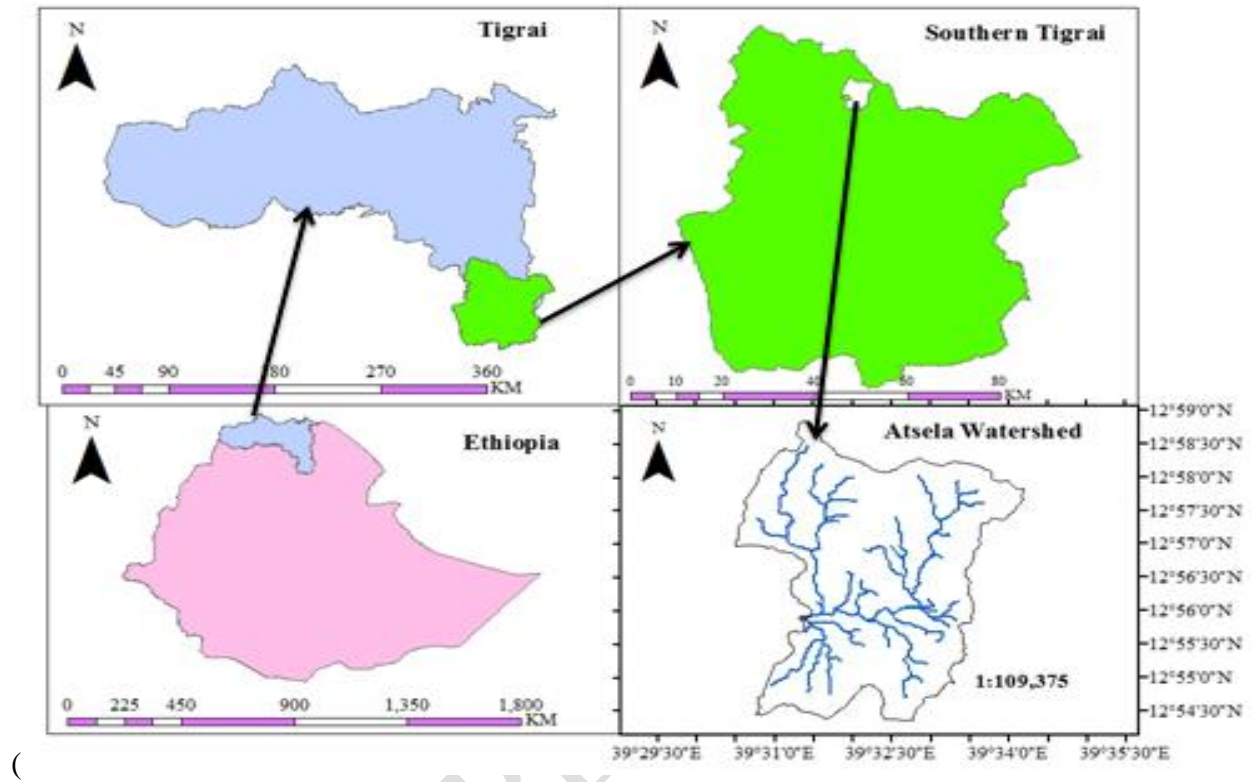 N
Tigrai
0 45 90 80 270 360
KM
N
Southern Tigrai
0 10 20 40 60 80
KM
N
Ethiopia
0 225 450 900 1,350 1,800
KM
N
Atsela Watershed
1:109,375
12°59'0"N
12°58'30"N
12°58'0"N
12°57'30"N
12°57'0"N
12°56'30"N
12°56'0"N
12°55'30"N
12°55'0"N
12°54'30"N
39°29'30"E 39°31'0"E 39°32'30"E 39°34'0"E 39°35'30"E
(